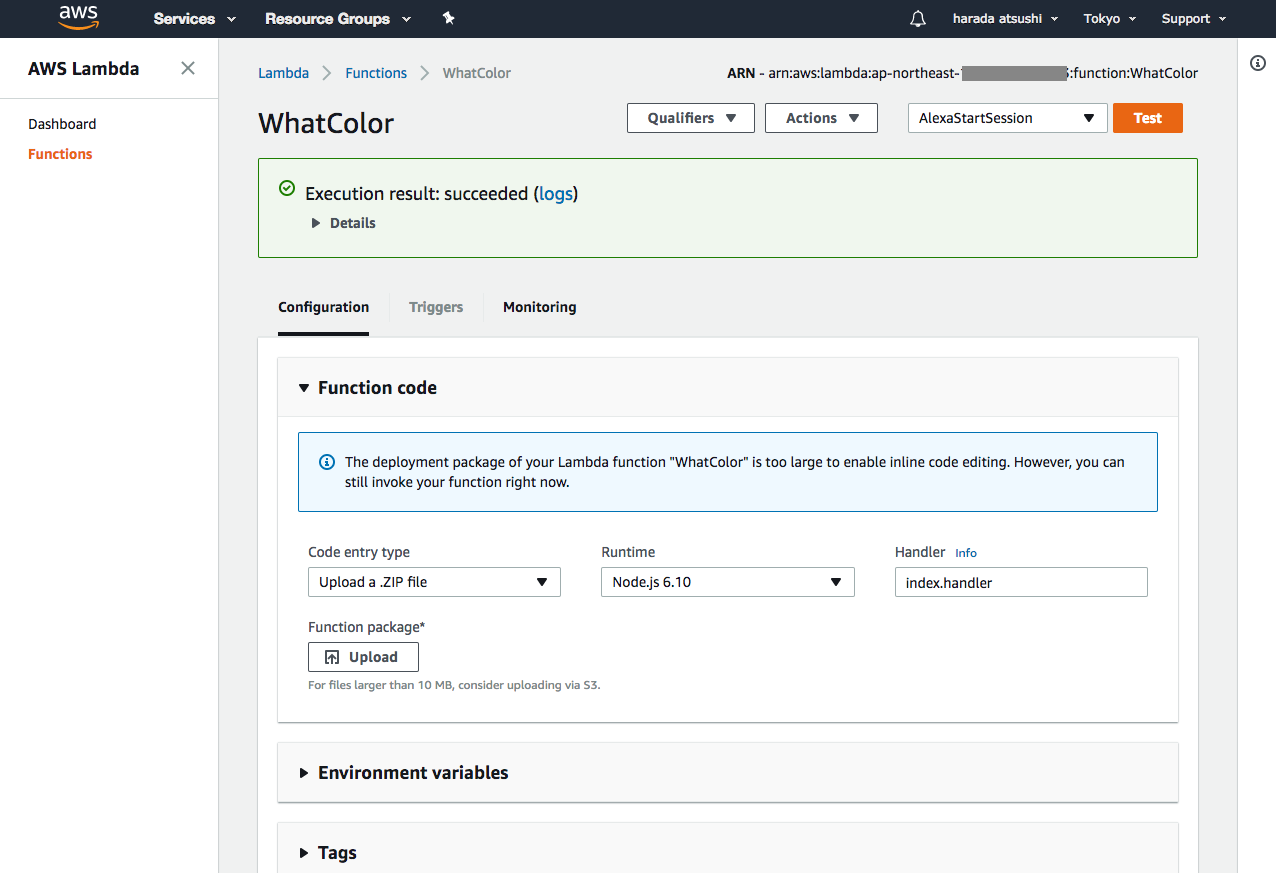 aws Services Resource Groups harada atsushi Tokyo Support
AWS Lambda
Dashboard
Functions
Lambda Functions WhatColor ARN - arn:aws:lambda:ap-northeast- :function:WhatColor
WhatColor Qualifiers Actions AlexaStartSession Test
Execution result: succeeded (logs)
Details
Configuration Triggers Monitoring
Function code
The deployment package of your Lambda function "WhatColor" is too large to enable inline code editing. However, you can
still invoke your function right now.
Code entry type Runtime Handler Info
Upload a .ZIP file Node.js 6.10 index.handler
Function package*
Upload
For files larger than 10 MB, consider uploading via S3.
Environment variables
Tags